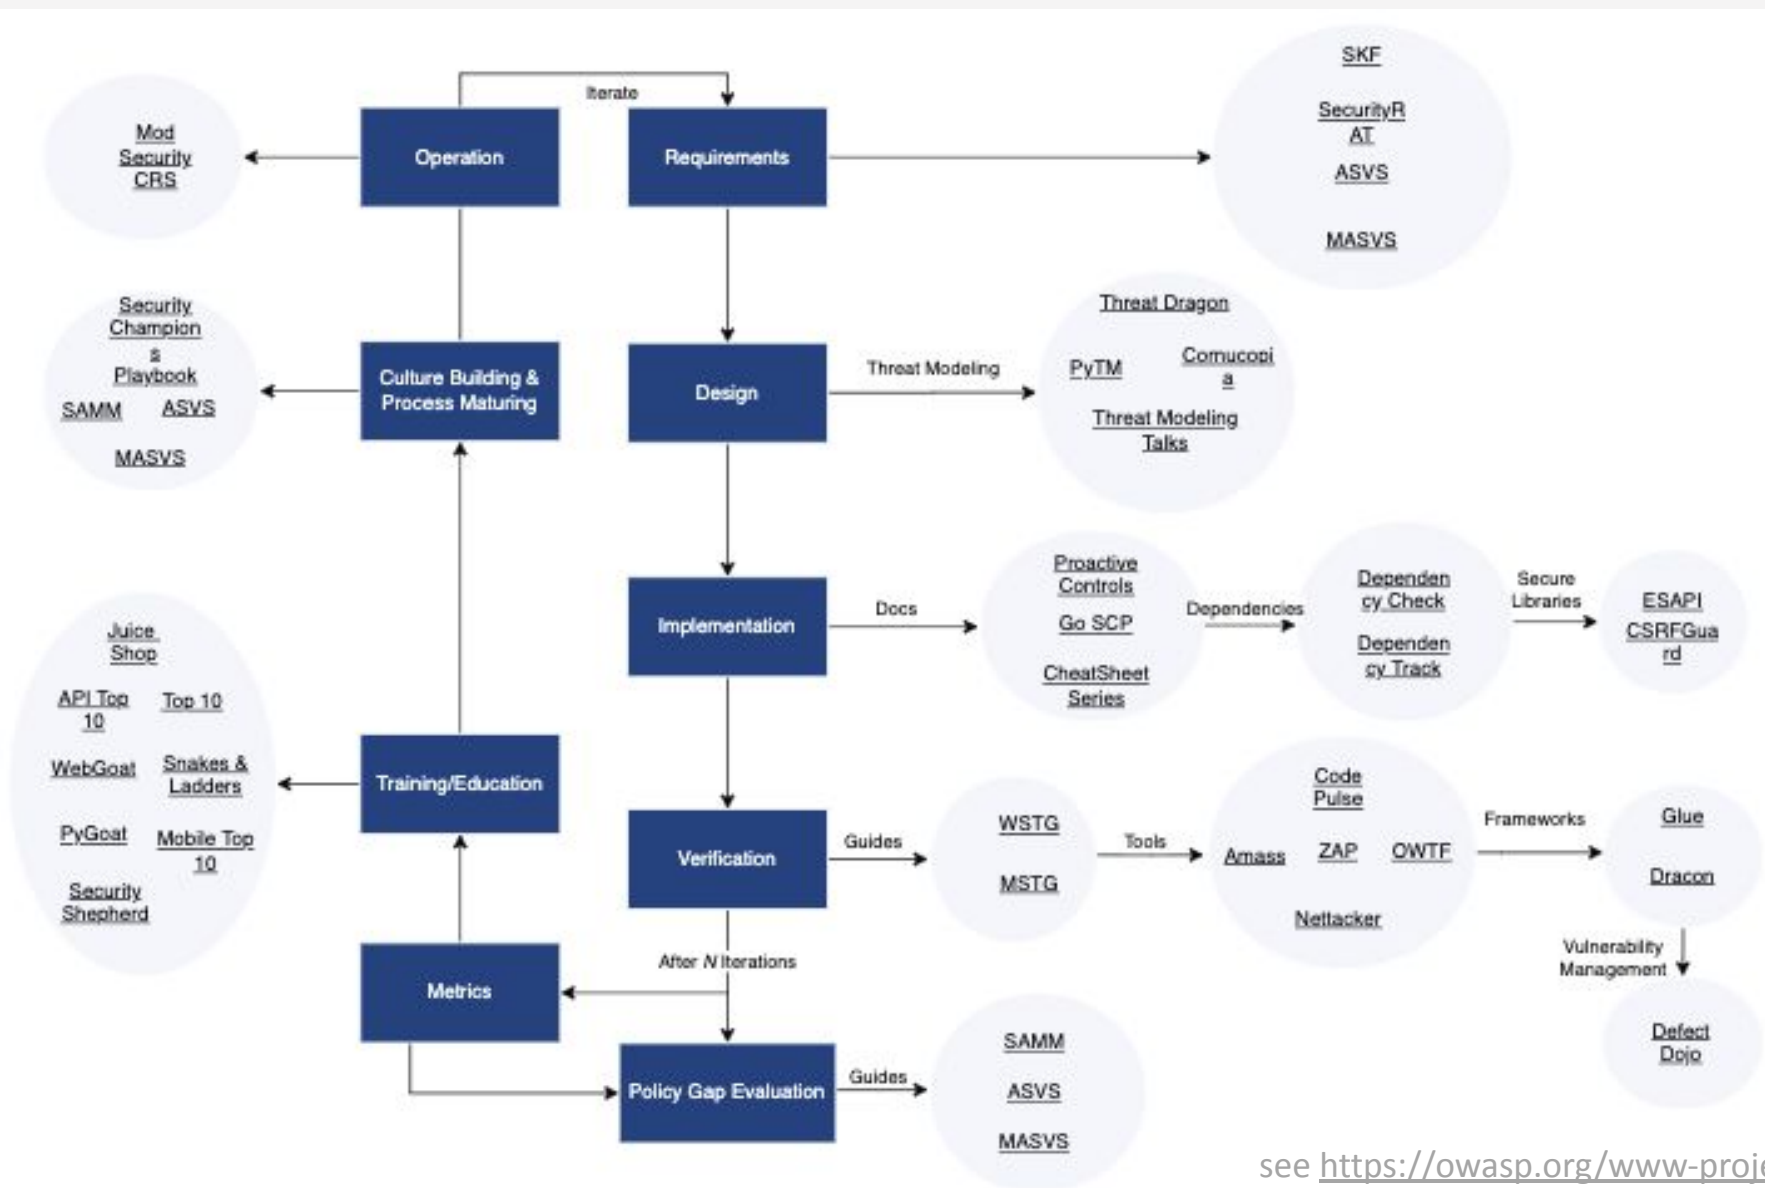 Iterate
Operation
Requirements
Mod
Security
CRS
SKF
SecurityR
AT
ASVS
MASVS
Security
Champion
s
Playbook
SAMM ASVS
MASVS
Culture Building &
Process Maturing
Design
Threat Modeling
Threat Dragon
PyTM
Cornucopi
a
Threat Modeling
Talks
Implementation
Docs
Proactive
Controls
Go SCP
CheatSheet
Series
Dependencies
Dependen
cy Check
Dependen
cy Track
Secure
Libraries
ESAPI
CSRFGua
rd
Juice
Shop
API Top
10
Top 10
WebGoat
Snakes &
Ladders
PyGoat
Mobile Top
10
Security
Shepherd
Training/Education
Verification
Guides
WSTG
MSTG
Tools
Code
Pulse
Amass
ZAP
OWTF
Nettacker
Frameworks
Glue
Dracon
Vulnerability
Management
Defect
Dojo
After N Iterations
Metrics
Policy Gap Evaluation
Guides
SAMM
ASVS
MASVS
see https://owasp.org/www-proje